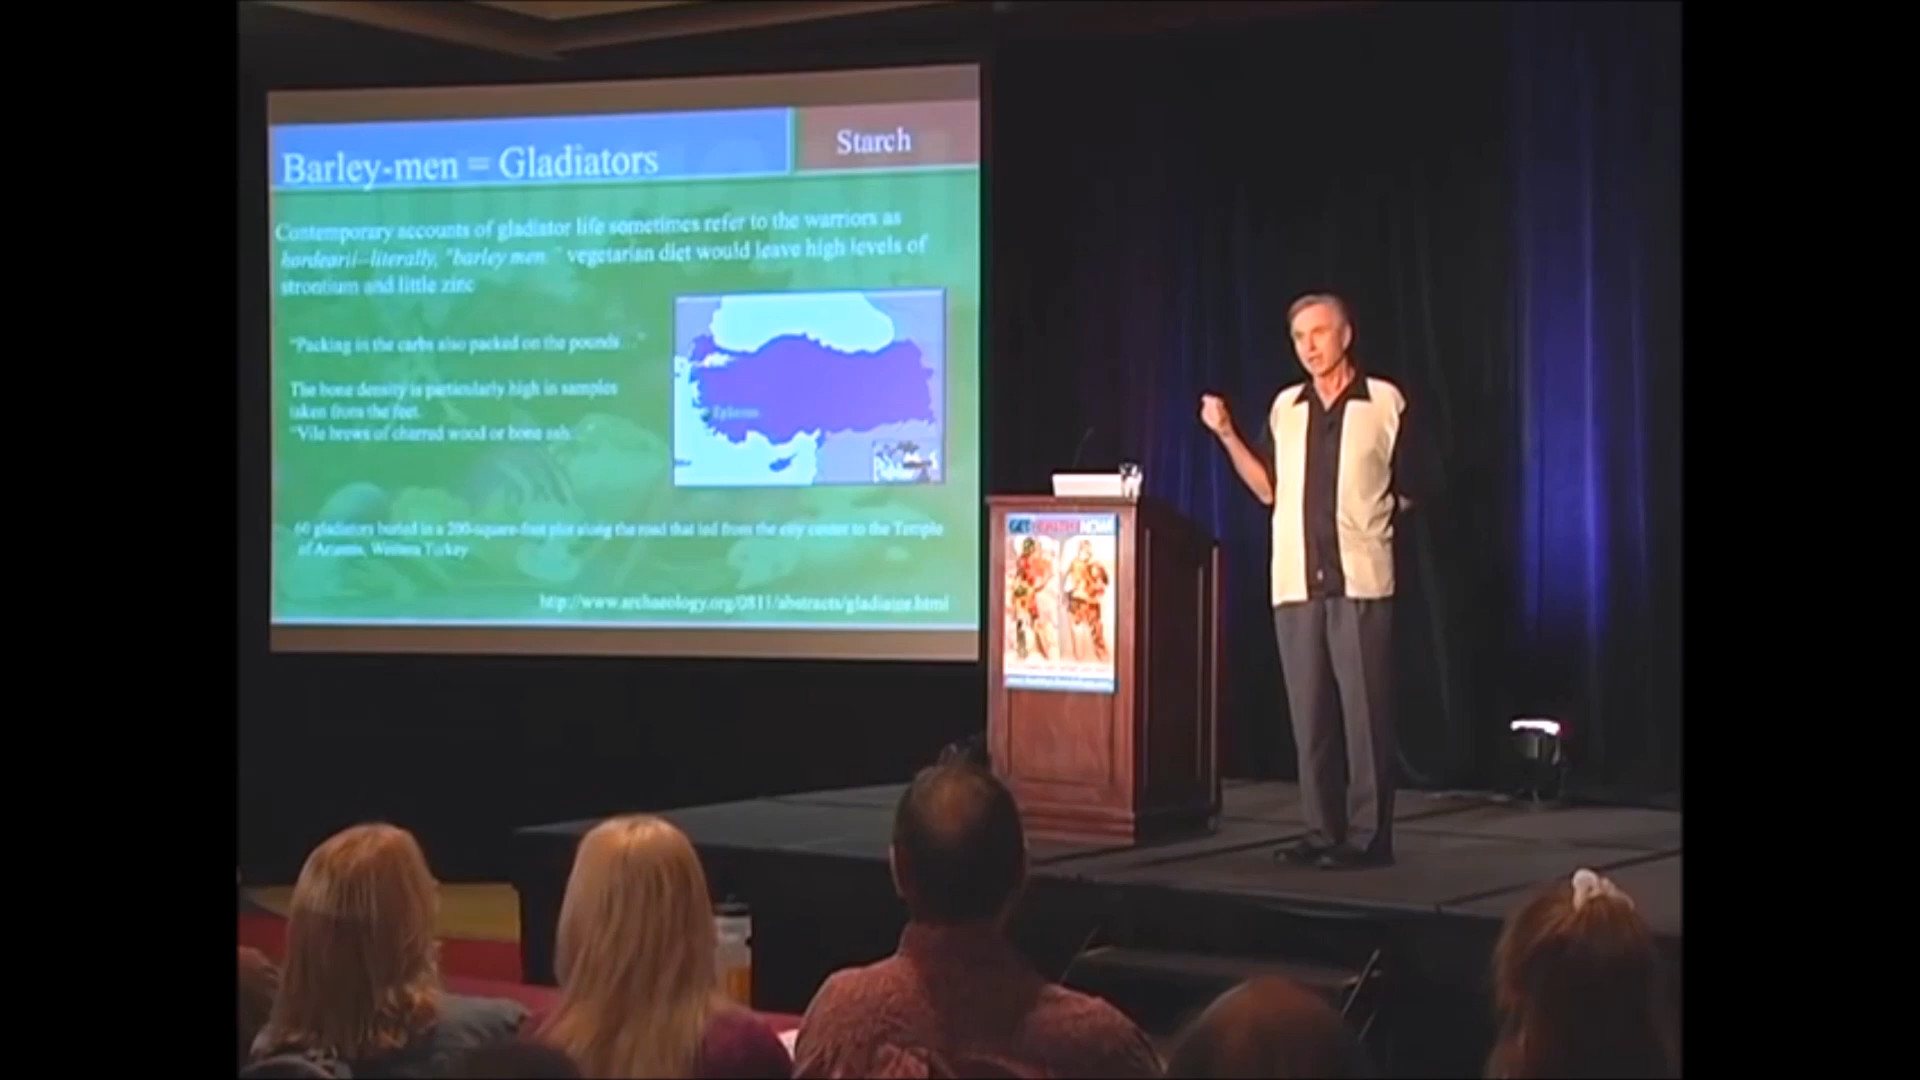 Barley-men = Gladiators
Starch
Contemporary accounts of gladiator life sometimes refer to the warriors as
hordearii--literally, "barley men." vegetarian diet would leave high levels of
strontium and little zinc
"Packing in the carbs also packed on the pounds..."
The bone density is particularly high in samples
taken from the feet.
"Vile brews of charred wood or bone ash..."
Ephesus
60 gladiators buried in a 200-square-foot plot along the road that led from the city center to the Temple
of Artemis, Western Turkey
http://www.archaeology.org/0811/abstracts/gladiator.html
GET HEALTHY NOW